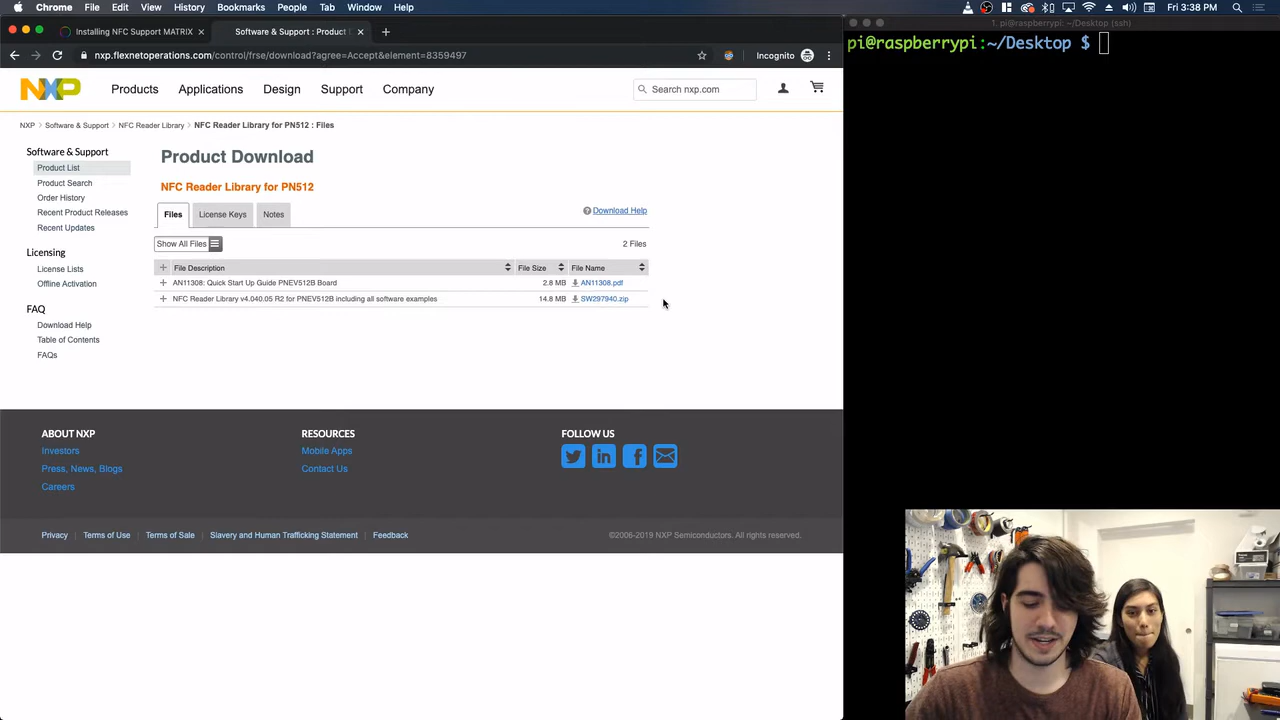 Chrome File Edit View History Bookmarks People Tab Window Help
Fri 3:38 PM
Installing NFC Support MATRIX
Software & Support : Product
nxp.flexnetoperations.com/control/frse/download?agree=Accept&element=8359497
Incognito
1. pi@raspberrypi: ~/Desktop (ssh)
pi@raspberrypi:~/Desktop $
NXP
Products Applications Design Support Company
Search nxp.com
NXP > Software & Support > NFC Reader Library > NFC Reader Library for PN512 : Files
Software & Support
Product List
Product Search
Order History
Recent Product Releases
Recent Updates
Licensing
License Lists
Offline Activation
FAQ
Download Help
Table of Contents
FAQs
Product Download
NFC Reader Library for PN512
Files License Keys Notes
? Download Help
Show All Files
2 Files
+ File Description File Size File Name
+ AN11308: Quick Start Up Guide PNEV512B Board 2.8 MB AN11308.pdf
+ NFC Reader Library v4.040.05 R2 for PNEV512B including all software examples 14.8 MB SW297940.zip
ABOUT NXP
Investors
Press, News, Blogs
Careers
RESOURCES
Mobile Apps
Contact Us
FOLLOW US
Privacy | Terms of Use | Terms of Sale | Slavery and Human Trafficking Statement | Feedback
©2006-2019 NXP Semiconductors. All rights reserved.